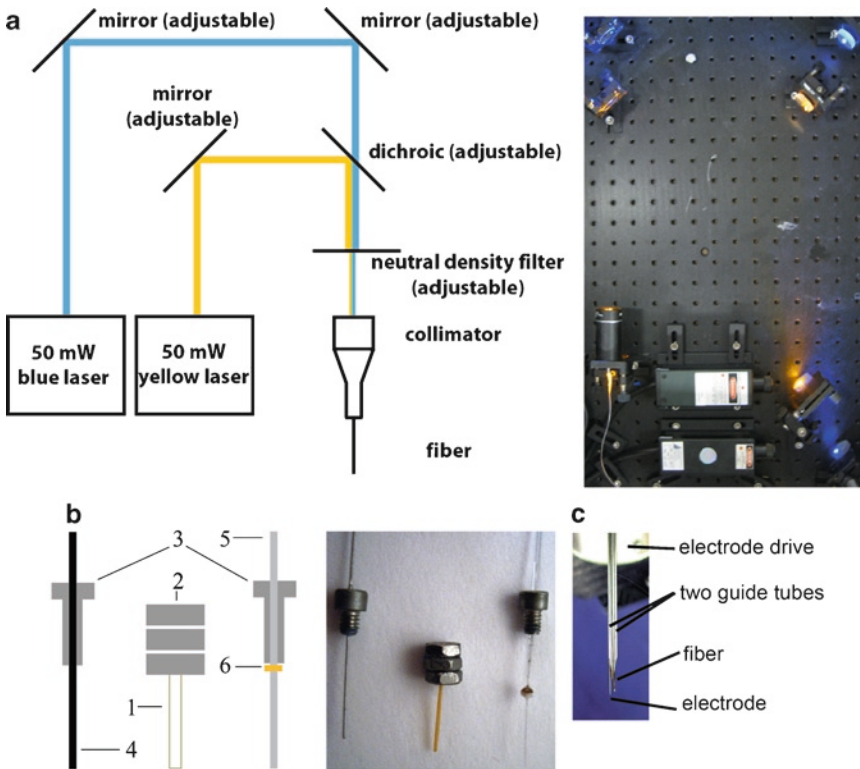 a
mirror (adjustable)
mirror (adjustable)
mirror
(adjustable)
dichroic (adjustable)
neutral density filter
(adjustable)
50 mW
blue laser
50 mW
yellow laser
collimator
fiber
b
3
5
2
6
1
4
c
electrode drive
two guide tubes
fiber
electrode